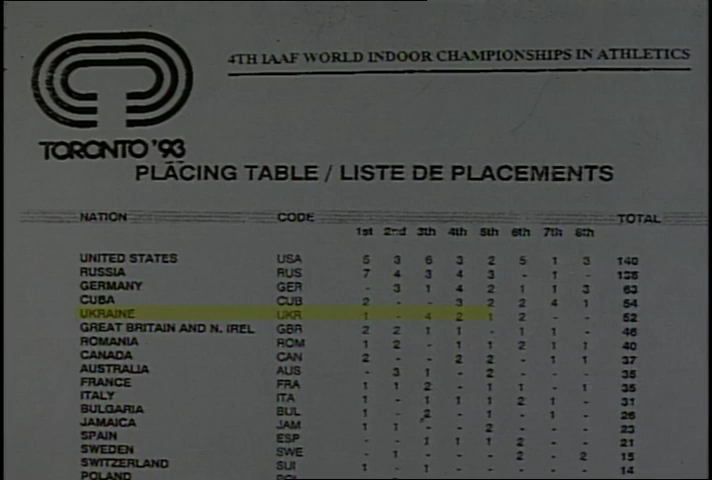 4TH IAAF WORLD INDOOR CHAMPIONSHIPS IN ATHLETICS
TORONTO '93
PLACING TABLE / LISTE DE PLACEMENTS
NATION CODE TOTAL
1st 2nd 3th 4th 5th 6th 7th 8th
UNITED STATES USA 5 3 6 3 2 5 1 3 140
RUSSIA RUS 7 4 3 4 3 - 1 - 136
GERMANY GER - 3 1 4 2 1 1 3 63
CUBA CUB 2 - - 3 2 2 4 1 54
UKRAINE UKR 1 - 4 2 1 2 - - 52
GREAT BRITAIN AND N. IREL GBR 2 2 1 1 - 1 1 - 46
ROMANIA ROM 1 2 - 1 1 2 1 1 40
CANADA CAN 2 - - 2 2 - 1 1 37
AUSTRALIA AUS - 3 1 - 2 - - - 35
FRANCE FRA 1 1 2 - 1 1 - 1 35
ITALY ITA 1 - 1 1 1 2 1 - 31
BULGARIA BUL 1 - 2 - 1 - 1 - 26
JAMAICA JAM 1 1 - - 2 - - - 23
SPAIN ESP - - 1 1 1 2 - - 21
SWEDEN SWE - 1 - - - 2 - 2 15
SWITZERLAND SUI 1 - 1 - - - - - 14
POLAND